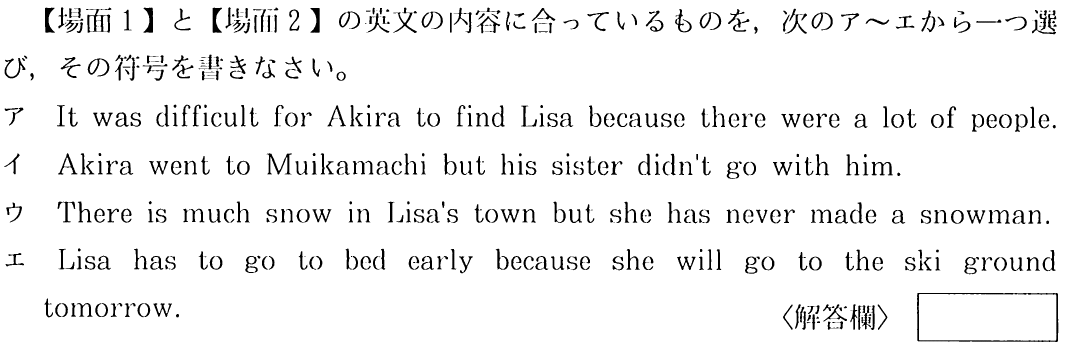 【場面1】と【場面2】の英文の内容に合っているものを，次のア〜エから一つ選
び，その符号を書きなさい。
ア It was difficult for Akira to find Lisa because there were a lot of people.
イ Akira went to Muikamachi but his sister didn't go with him.
ウ There is much snow in Lisa's town but she has never made a snowman.
エ Lisa has to go to bed early because she will go to the ski ground
tomorrow.
〈解答欄〉